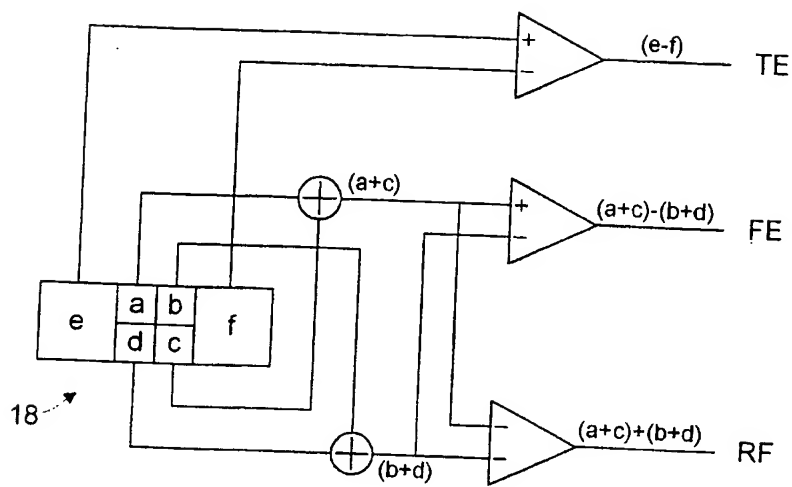 +
(e-f)
TE
−
(a+c)
+
(a+c)-(b+d)
FE
−
e
a
b
f
d
c
18
−
(a+c)+(b+d)
RF
−
(b+d)